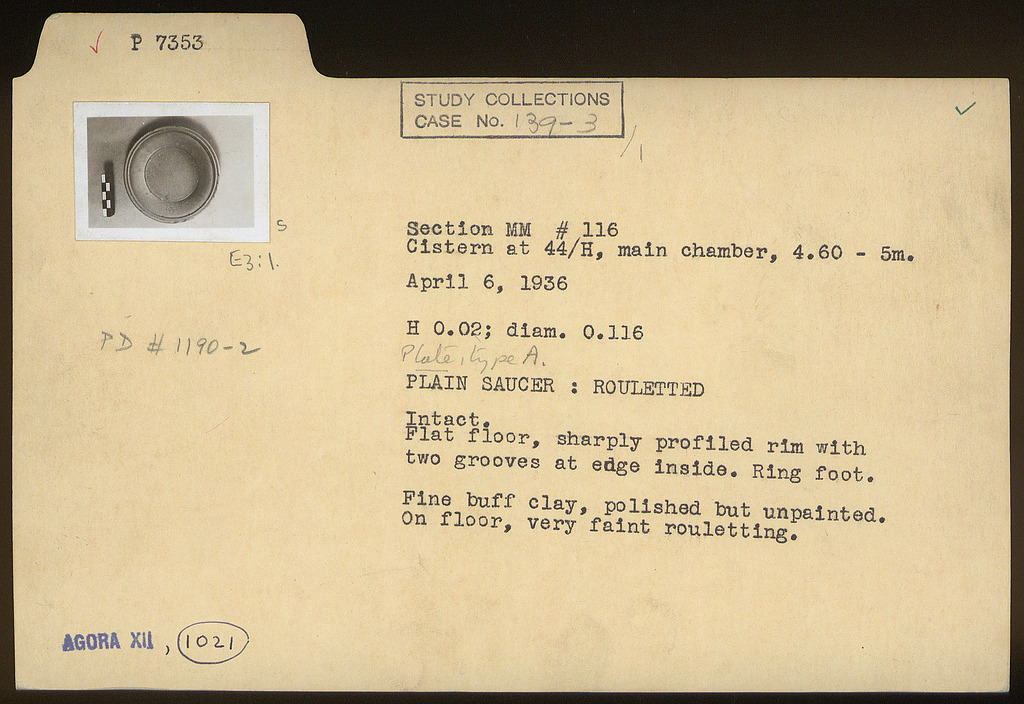 ✓ P 7353
STUDY COLLECTIONS
CASE No. 139-3
/1
✓
S
E3:1.
Section MM # 116
Cistern at 44/H, main chamber, 4.60 - 5m.
April 6, 1936
PD # 1190-2
H 0.02; diam. 0.116
Plate, type A.
PLAIN SAUCER : ROULETTED
Intact.
Flat floor, sharply profiled rim with
two grooves at edge inside. Ring foot.
Fine buff clay, polished but unpainted.
On floor, very faint rouletting.
AGORA XII , 1021